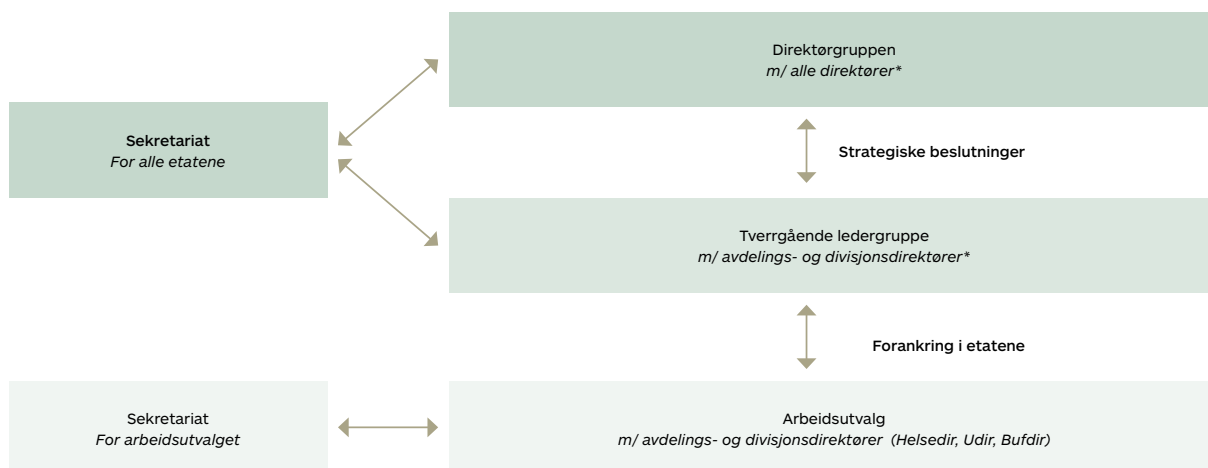 Direktørgruppen
m/ alle direktører*
Sekretariat
For alle etatene
Strategiske beslutninger
Tverrgående ledergruppe
m/ avdelings- og divisjonsdirektører*
Forankring i etatene
Sekretariat
For arbeidsutvalget
Arbeidsutvalg
m/ avdelings- og divisjonsdirektører (Helsedir, Udir, Bufdir)